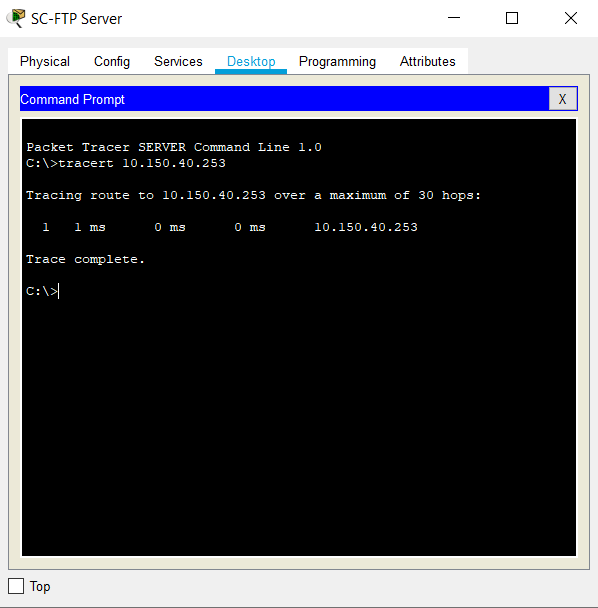 SC-FTP Server
Physical Config Services Desktop Programming Attributes
Command Prompt X
Packet Tracer SERVER Command Line 1.0
C:\>tracert 10.150.40.253
Tracing route to 10.150.40.253 over a maximum of 30 hops:
1 1 ms 0 ms 0 ms 10.150.40.253
Trace complete.
C:\>
Top